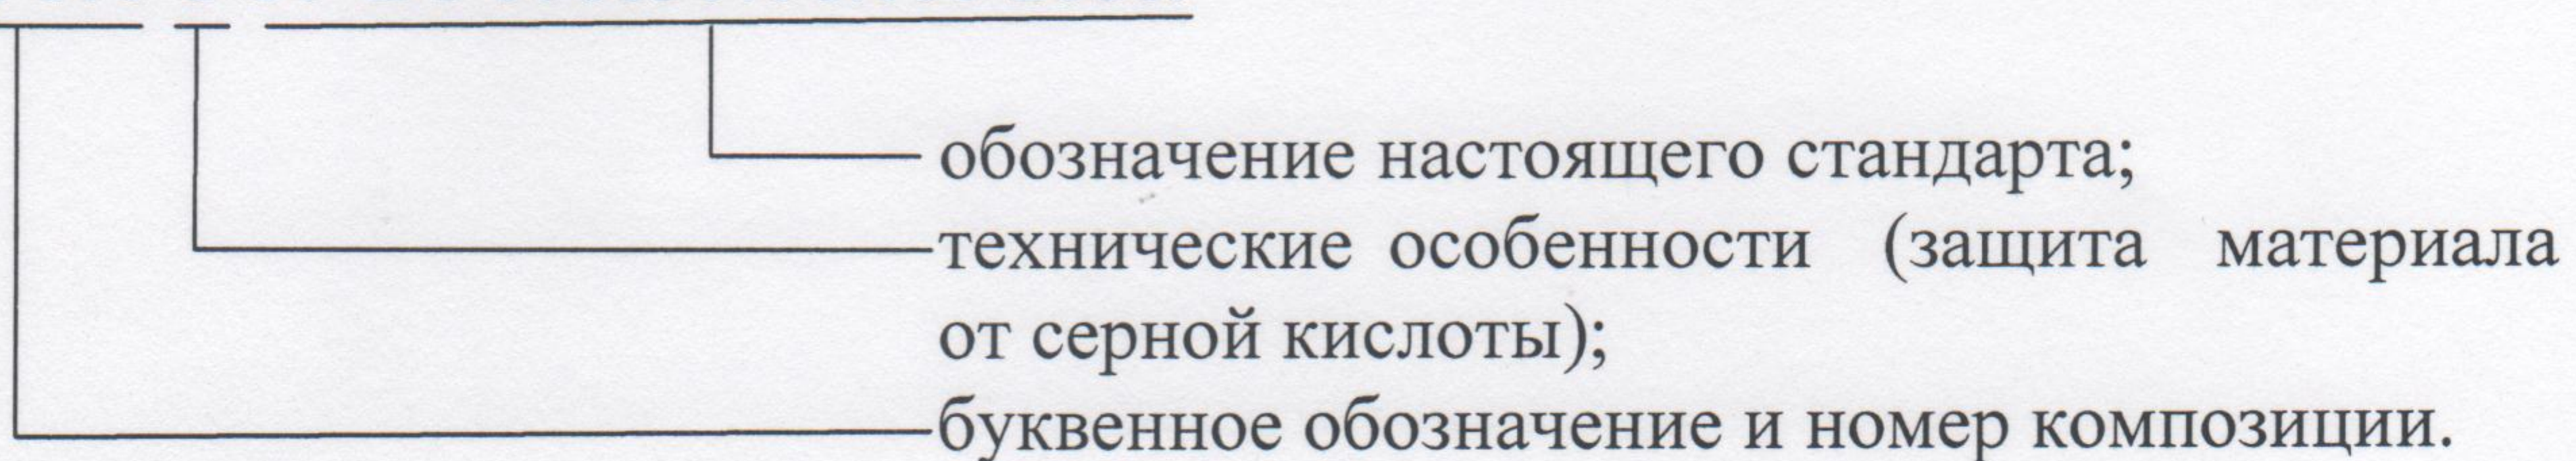 обозначение настоящего стандарта;
технические особенности (защита материала
от серной кислоты);
буквенное обозначение и номер композиции.